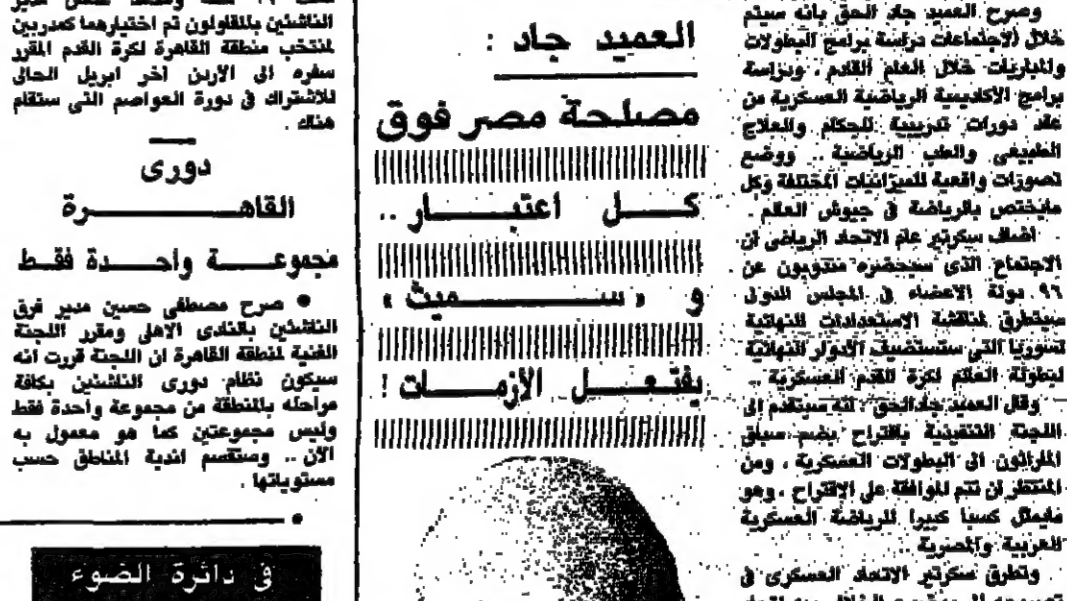 وصرح العميد جاد الحق بانه سيتم
خلال الاجتماعات دراسة برامج البطولات
والمباريات خلال العام القادم . ودراسة
برامج الاكاديمية الرياضية العسكرية من
عقد دورات تدريبية للحكام والعلاج
الطبيعى والطب الرياضية .. ووضع
تصورات واقعية للميزانيات المختلفة وكل
مايختص بالرياضة فى جيوش العالم .
اضاف سكرتير عام الاتحاد الرياضى ان
الاجتماع الذى سيحضره مندوبون عن
٩٦ دولة الاعضاء فى المجلس الدولى
سيتطرق لمناقشة الاستعدادات النهائية
لسوريا التى ستستضيف الادوار النهائية
لبطولة العالم لكرة القدم العسكرية ..
وقال العميد جادالحق . انه سيتقدم الى
اللجنة التنفيذية باقتراح بضم سباق
الماراثون الى البطولات العسكرية . ومن
المنتظر ان تتم الموافقة على الاقتراح . وهو
مايمثل كسبا كبيرا للرياضة العسكرية
العربية والمصرية ..
وتطرق سكرتير الاتحاد العسكرى فى
العميد جاد :
مصلحة مصر فوق
كل اعتبار ..
و « سميث »
يفتعل الأزمات !
الناشئين بالمقاولون تم اختيارهما كمدربين
لمنتخب منطقة القاهرة لكرة القدم المقرر
سفره الى الأردن اخر ابريل الحالى
للاشتراك فى دورة العواصم التى ستقام
هناك .
دورى
القاهرة
مجموعة واحدة فقط
● صرح مصطفى حسين مدير فرق
الناشئين بالنادى الاهلى ومقرر اللجنة
الفنية لمنطقة القاهرة ان اللجنة قررت انه
سيكون نظام دورى الناشئين بكافة
مراحله بالمنطقة من مجموعة واحدة فقط
وليس مجموعتين كما هو معمول به
الآن .. وستقسم اندية المناطق حسب
مستوياتها .
فى دائرة الضوء